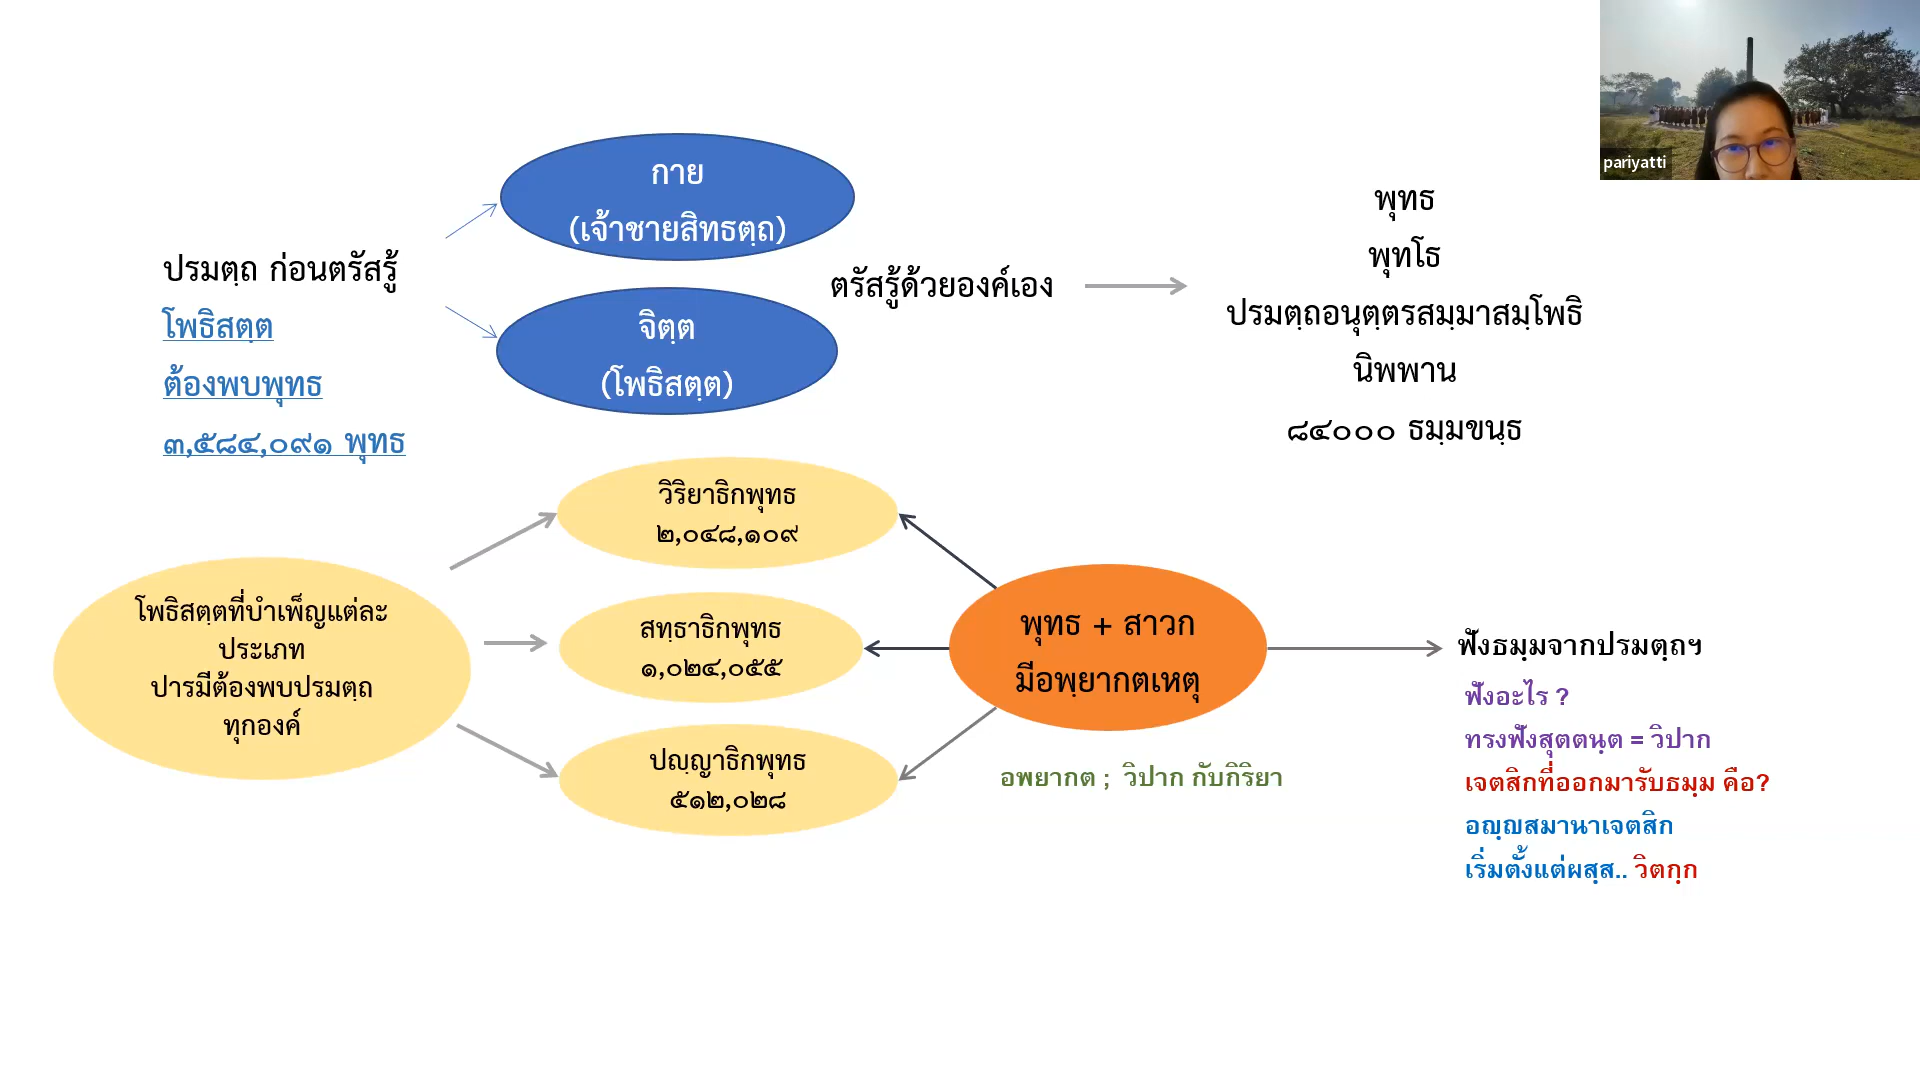 pariyatti
กาย
(เจ้าชายสิทธตฺถ)
ปรมตฺถ ก่อนตรัสรู้
โพธิสตฺต
ต้องพบพุทธ
๓,๕๘๔,๐๙๑ พุทธ
จิตฺต
(โพธิสตฺต)
ตรัสรู้ด้วยองค์เอง
พุทธ
พุทโธ
ปรมตฺถอนุตฺตรสมฺมาสมฺโพธิ
นิพพาน
๘๔๐๐๐ ธมฺมขนฺธ
โพธิสตฺตที่บำเพ็ญแต่ละ
ประเภท
ปารมีต้องพบปรมตฺถ
ทุกองค์
วิริยาธิกพุทธ
๒,๐๔๘,๑๐๙
สทฺธาธิกพุทธ
๑,๐๒๔,๐๕๕
ปญฺญาธิกพุทธ
๕๑๒,๐๒๘
พุทธ + สาวก
มีอพฺยากตเหตุ
อพยากต ; วิปาก กับกิริยา
ฟังธมฺมจากปรมตฺถฯ
ฟังอะไร ?
ทรงฟังสุตตนฺต = วิปาก
เจตสิกที่ออกมารับธมฺม คือ?
อญฺญสมานาเจตสิก
เริ่มตั้งแต่ผสฺส.. วิตกฺก